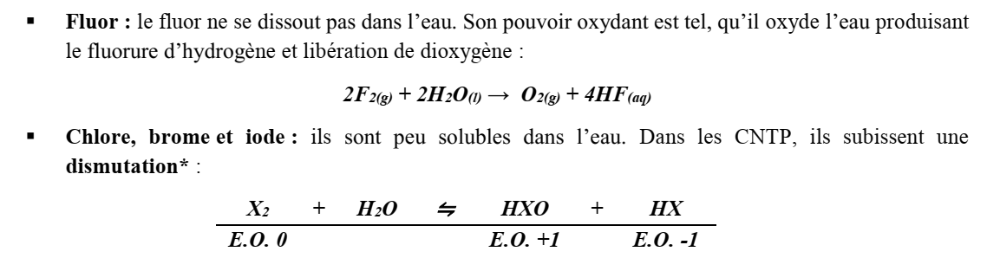 ▪ Fluor : le fluor ne se dissout pas dans l’eau. Son pouvoir oxydant est tel, qu’il oxyde l’eau produisant
le fluorure d’hydrogène et libération de dioxygène :
2F2(g) + 2H2O(l) → O2(g) + 4HF(aq)
▪ Chlore, brome et iode : ils sont peu solubles dans l’eau. Dans les CNTP, ils subissent une
dismutation* :
X2 + H2O ⇋ HXO + HX
E.O. 0 E.O. +1 E.O. -1